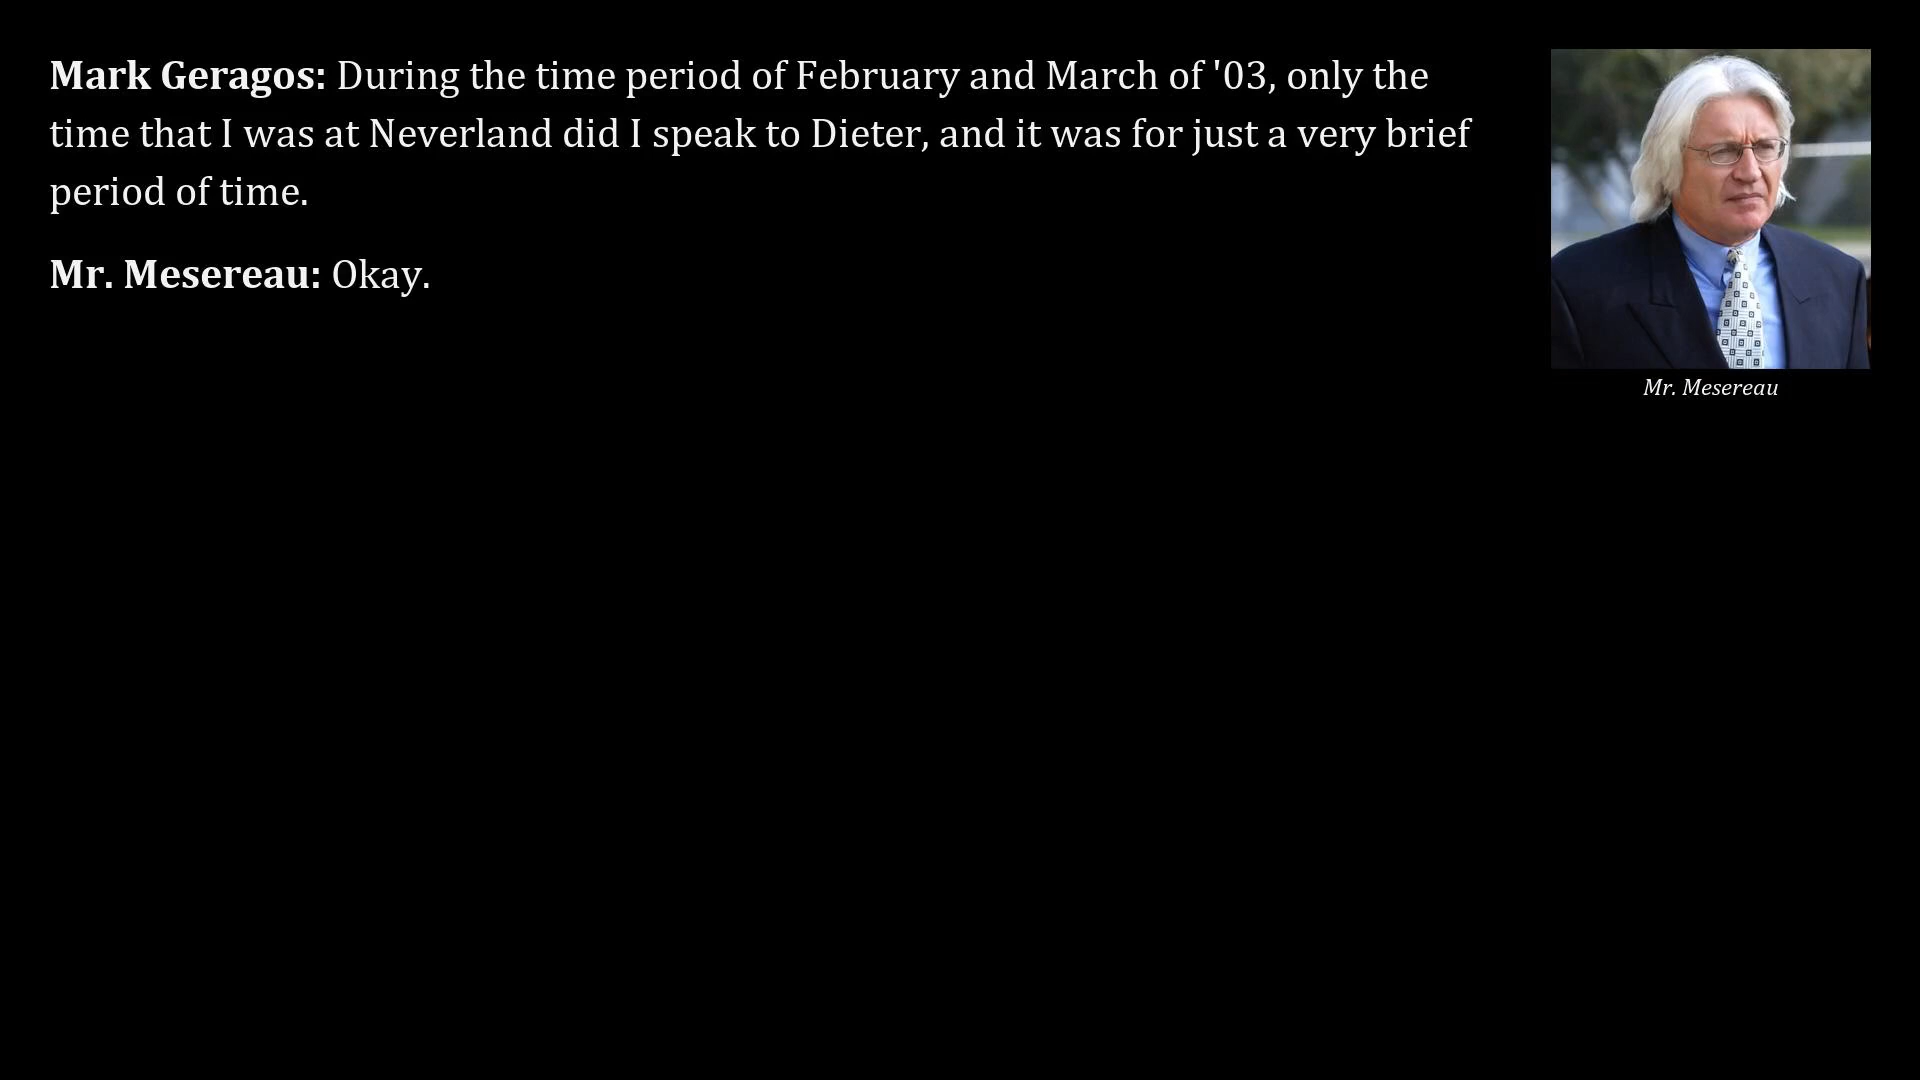 Mark Geragos: During the time period of February and March of '03, only the
time that I was at Neverland did I speak to Dieter, and it was for just a very brief
period of time.
Mr. Mesereau: Okay.
Mr. Mesereau